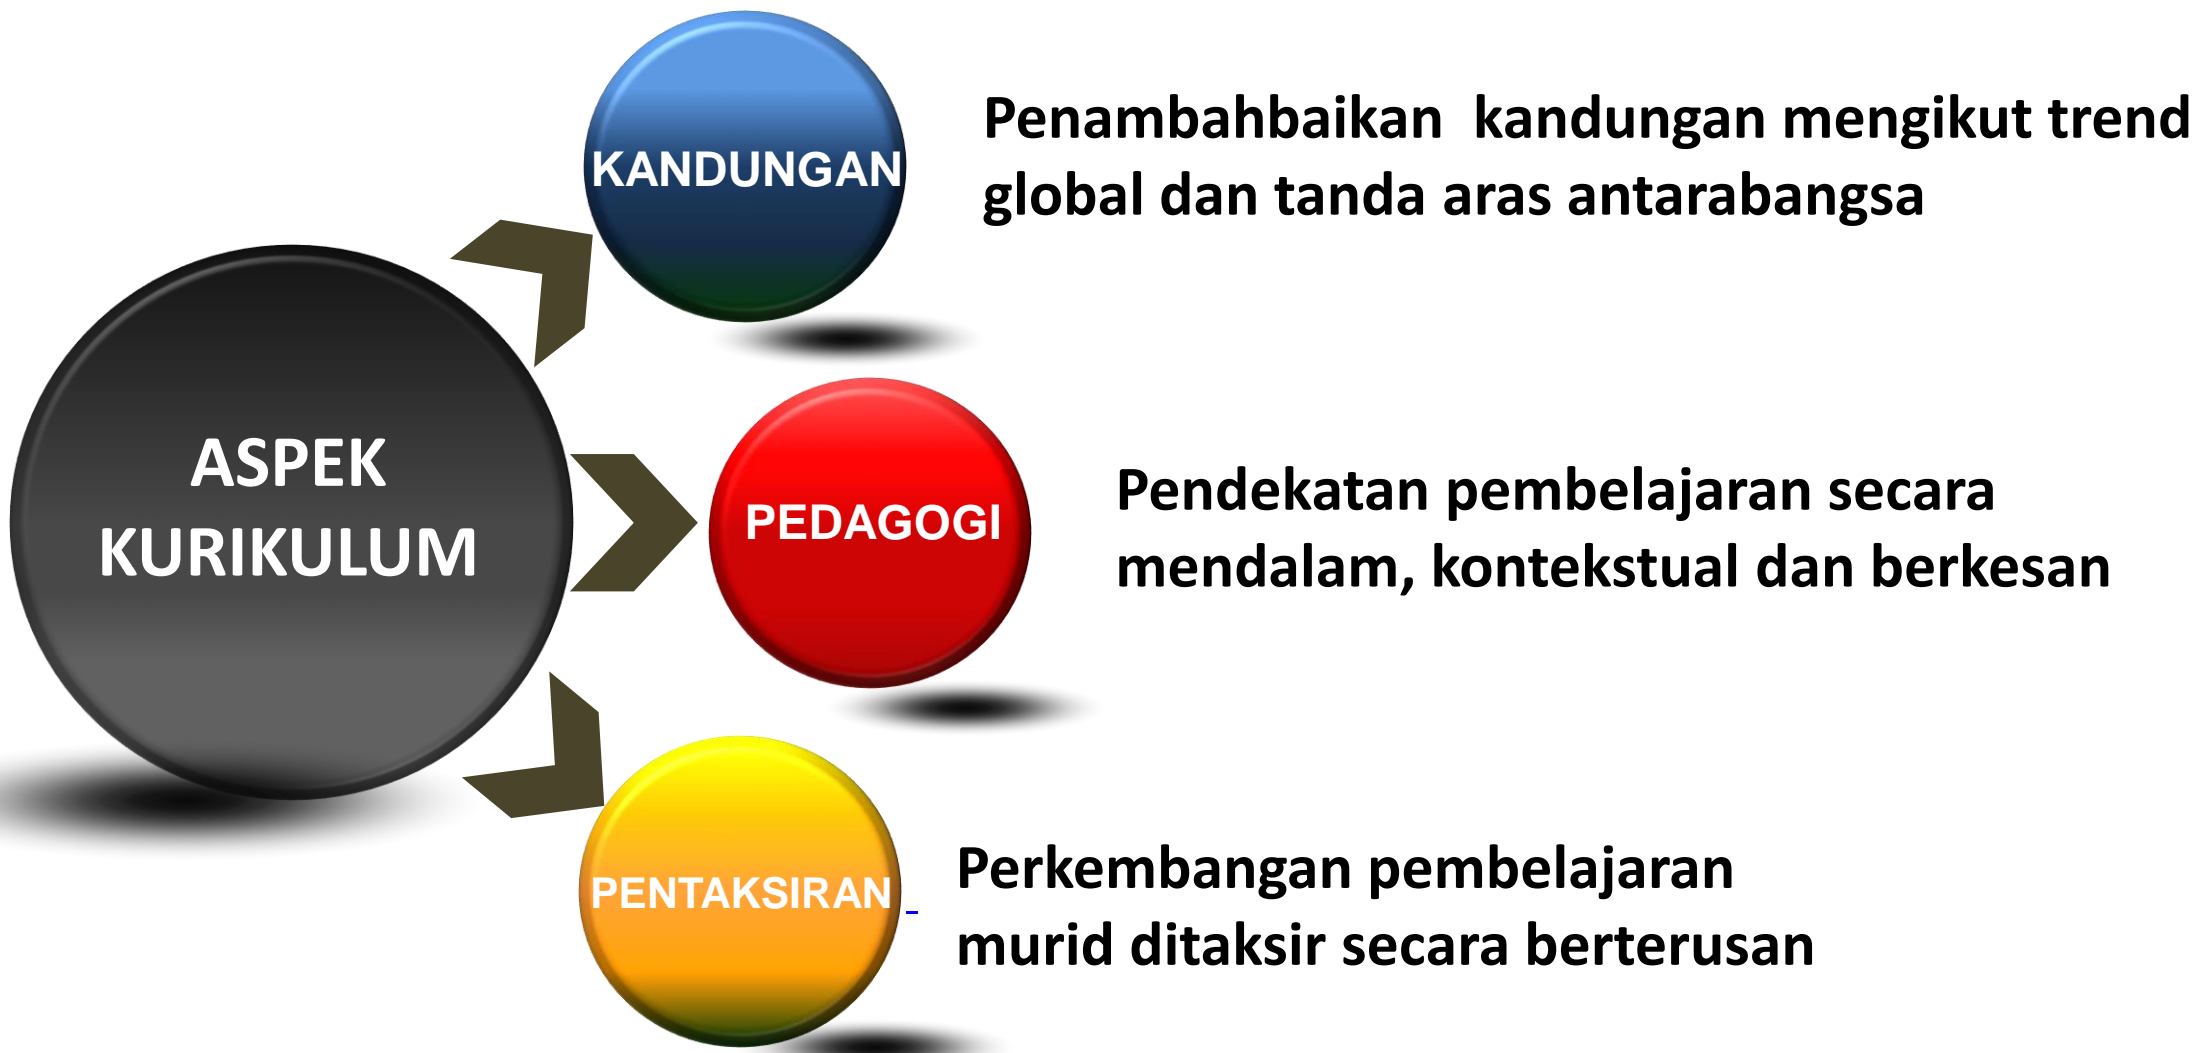 ASPEK
KURIKULUM
KANDUNGAN
Penambahbaikan kandungan mengikut trend
global dan tanda aras antarabangsa
PEDAGOGI
Pendekatan pembelajaran secara
mendalam, kontekstual dan berkesan
PENTAKSIRAN
Perkembangan pembelajaran
murid ditaksir secara berterusan